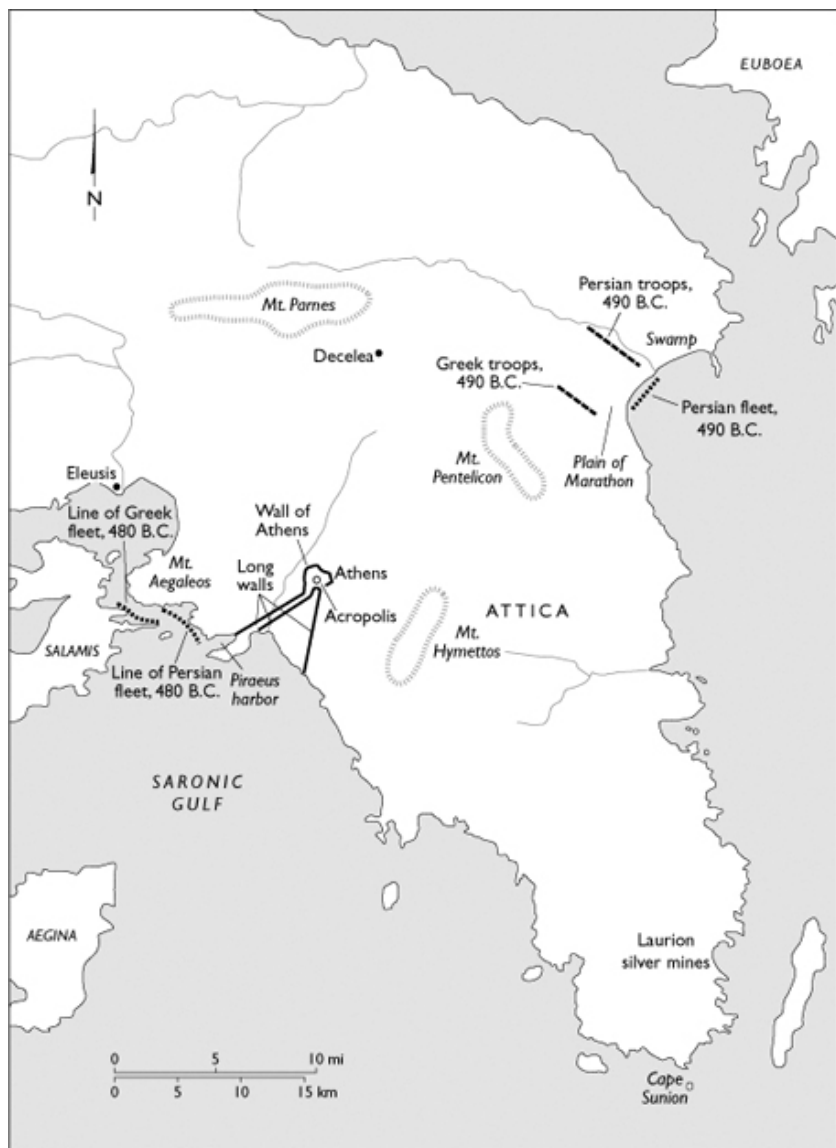 EUBOEA
N
Mt. Parnes
Persian troops,
490 B.C.
Swamp
Decelea
Greek troops,
490 B.C.
Persian fleet,
490 B.C.
Mt.
Pentelicon
Plain of
Marathon
Eleusis
Line of Greek
fleet, 480 B.C.
Wall of
Athens
Mt.
Aegaleos
Long
walls
Athens
Acropolis
ATTICA
SALAMIS
Mt.
Hymettos
Line of Persian
fleet, 480 B.C.
Piraeus
harbor
SARONIC
GULF
AEGINA
Laurion
silver mines
0 5 10 mi
0 5 10 15 km
Cape
Sunion